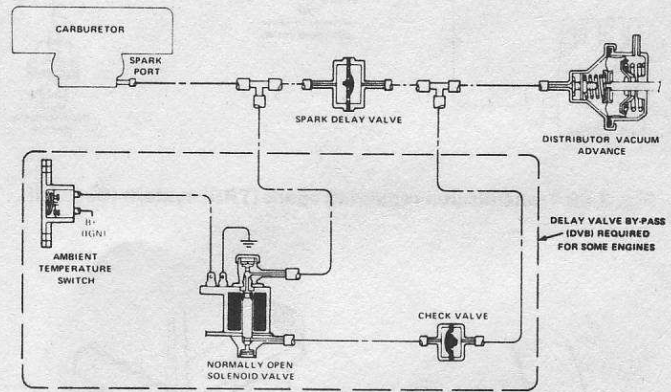 CARBURETOR
SPARK
PORT
SPARK DELAY VALVE
DISTRIBUTOR VACUUM
ADVANCE
B+
(IGN)
AMBIENT
TEMPERATURE
SWITCH
DELAY VALVE BY-PASS
(DVB) REQUIRED
FOR SOME ENGINES
CHECK VALVE
NORMALLY OPEN
SOLENOID VALVE